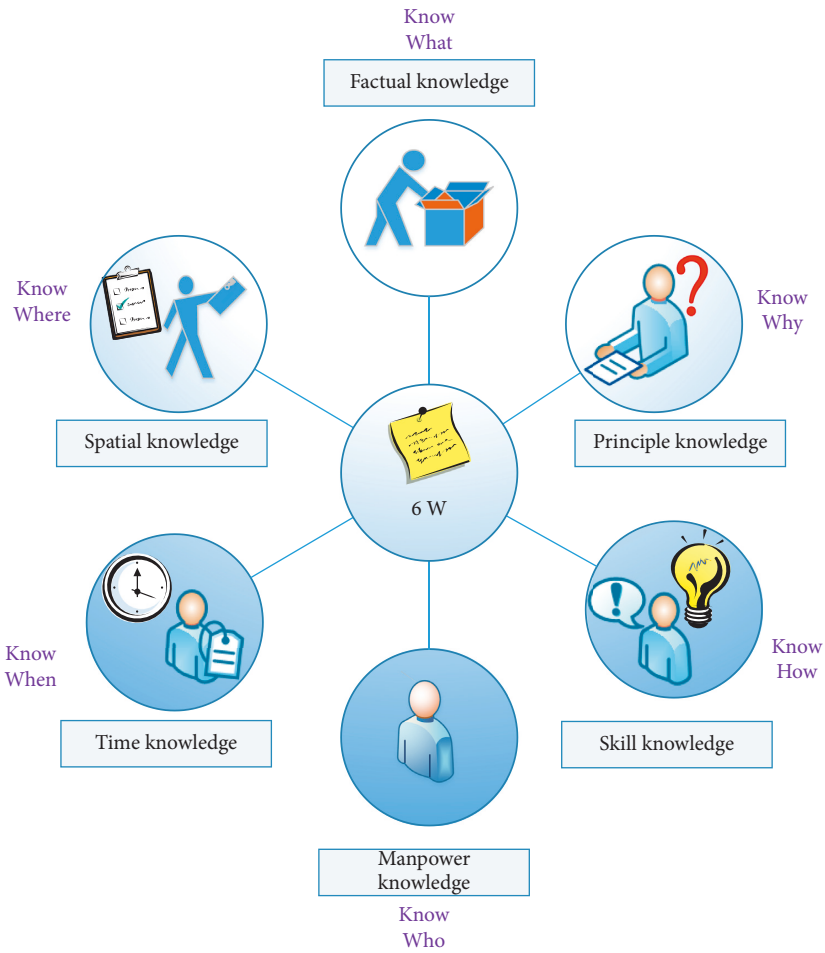 Know
What
Factual knowledge
Know
Where
Know
Why
Spatial knowledge
Principle knowledge
6 W
Know
When
Know
How
Time knowledge
Skill knowledge
Manpower
knowledge
Know
Who